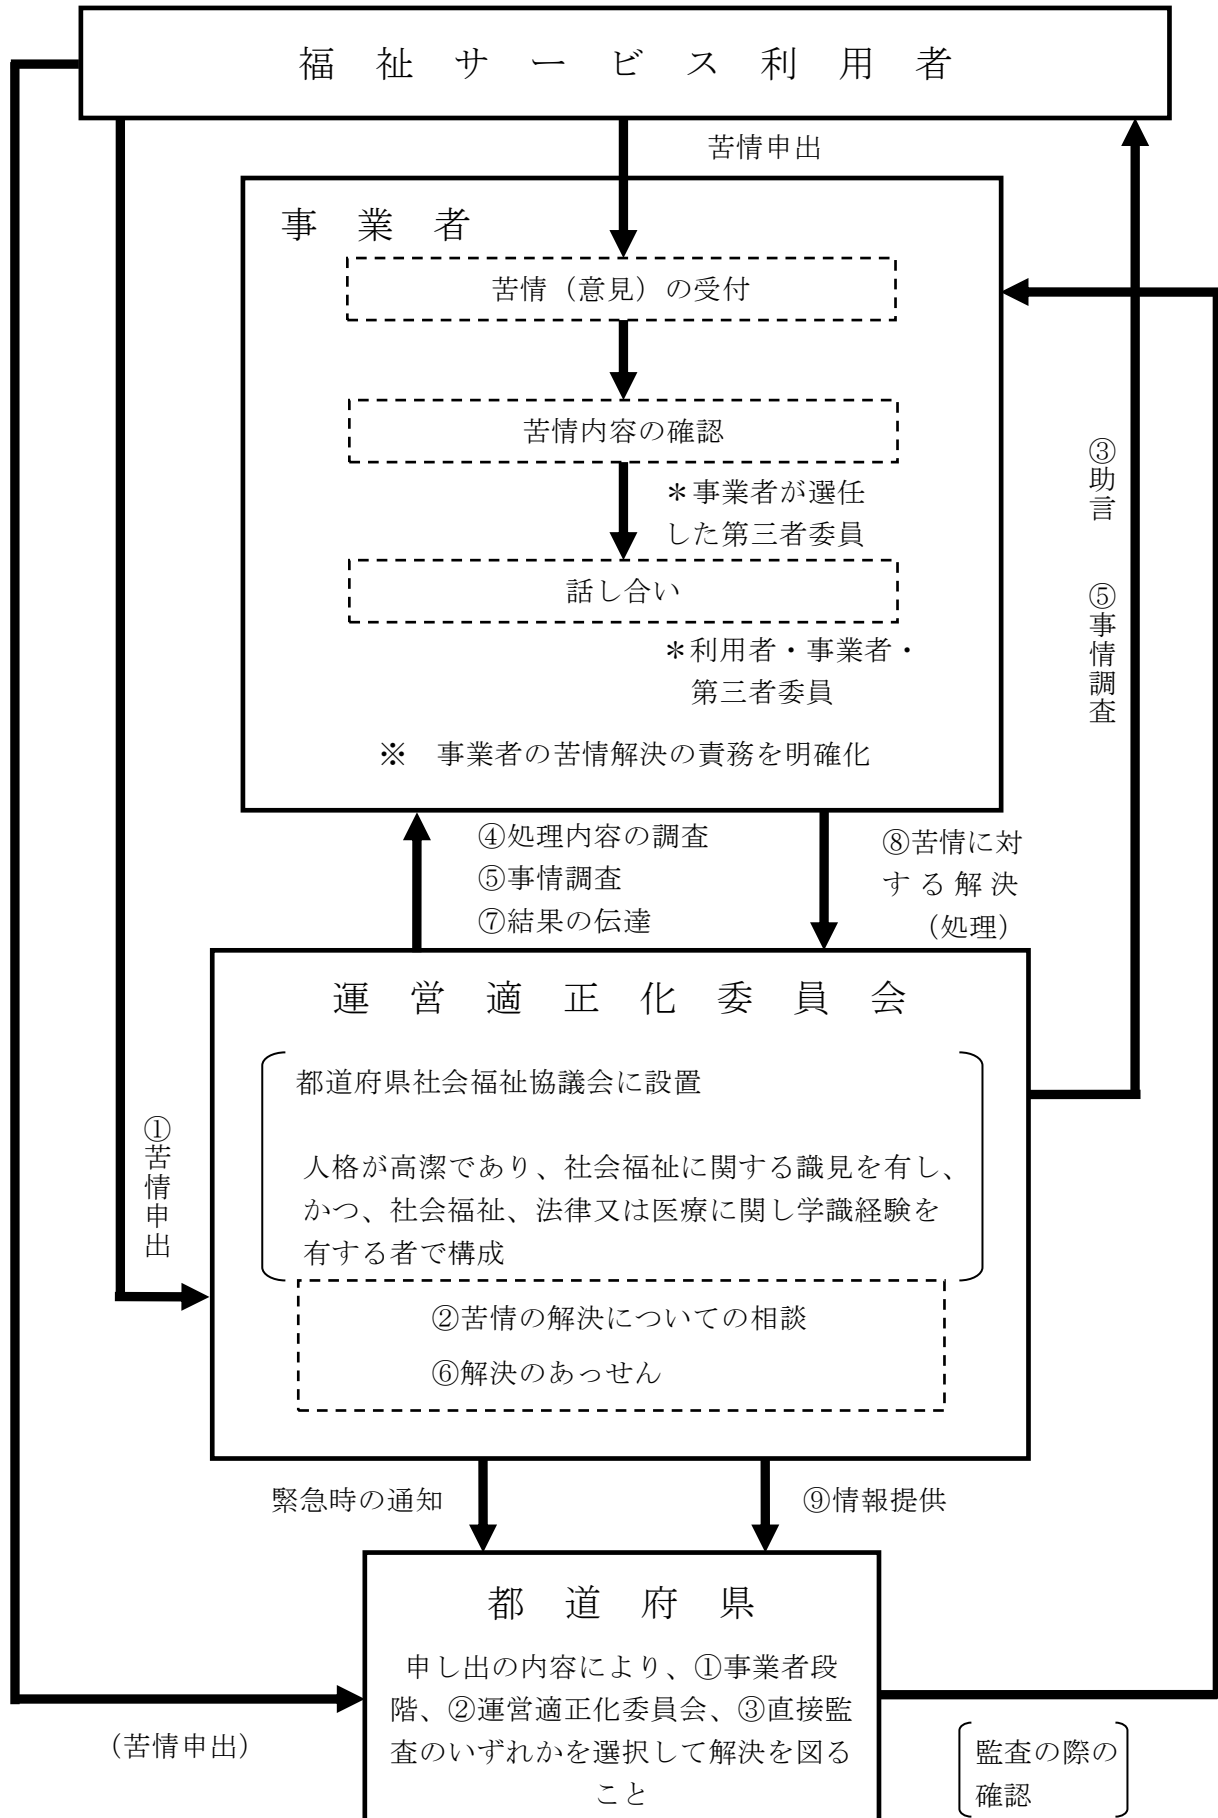 福祉サービス利用者
苦情申出
事業者
苦情（意見）の受付
苦情内容の確認
＊事業者が選任
した第三者委員
話し合い
＊利用者・事業者・
第三者委員
※　事業者の苦情解決の責務を明確化
③助言
⑤事情調査
④処理内容の調査
⑤事情調査
⑦結果の伝達
⑧苦情に対
する解決
（処理）
運営適正化委員会
都道府県社会福祉協議会に設置
人格が高潔であり、社会福祉に関する識見を有し、
かつ、社会福祉、法律又は医療に関し学識経験を
有する者で構成
①苦情申出
②苦情の解決についての相談
⑥解決のあっせん
緊急時の通知
⑨情報提供
都道府県
申し出の内容により、①事業者段
階、②運営適正化委員会、③直接監
査のいずれかを選択して解決を図る
こと
（苦情申出）
監査の際の
確認